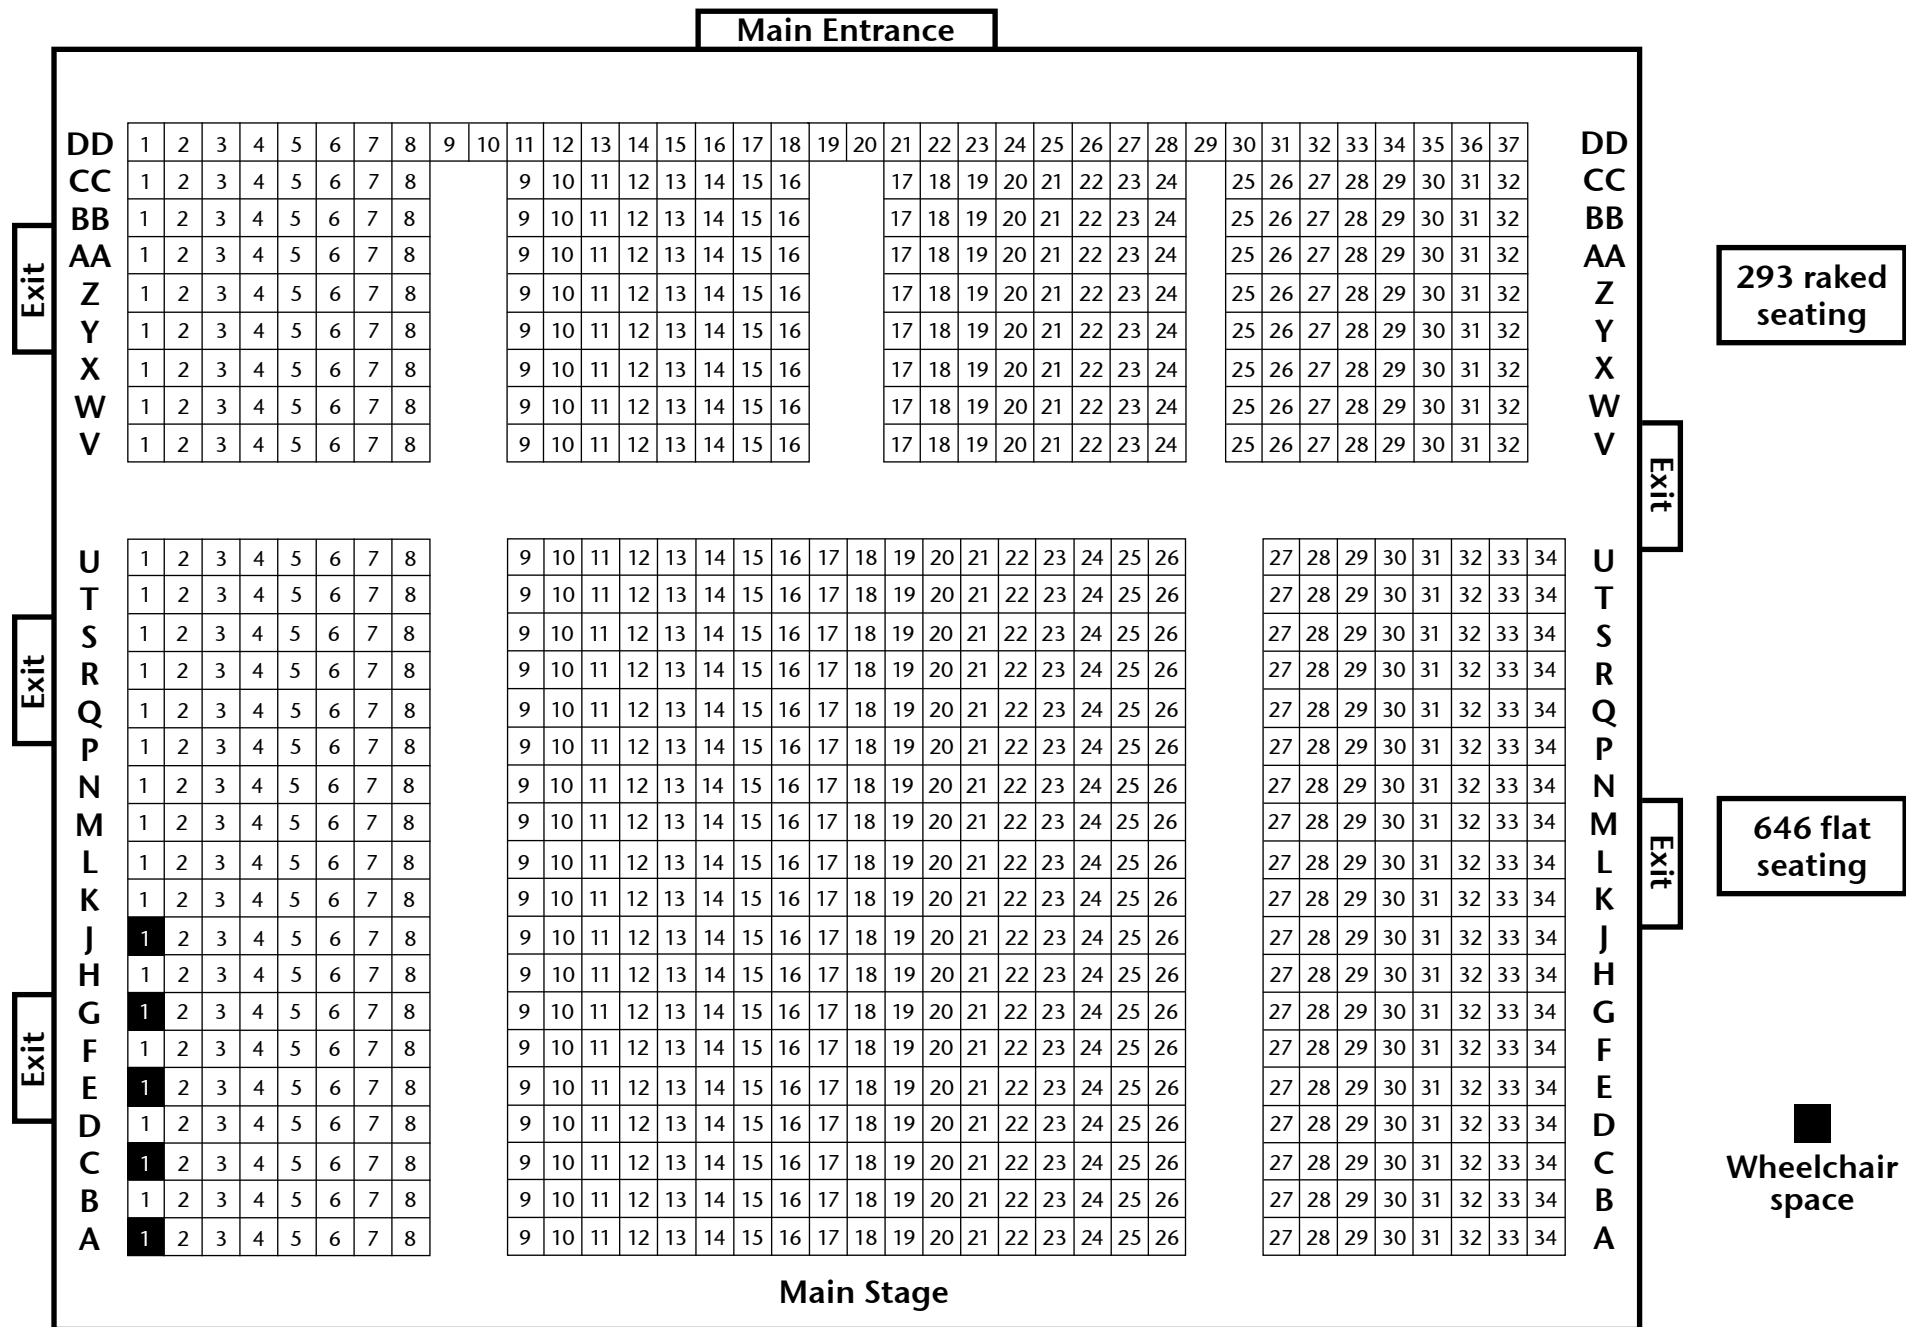 Main Entrance
DD 1 2 3 4 5 6 7 8 9 10 11 12 13 14 15 16 17 18 19 20 21 22 23 24 25 26 27 28 29 30 31 32 33 34 35 36 37 DD
CC 1 2 3 4 5 6 7 8 9 10 11 12 13 14 15 16 17 18 19 20 21 22 23 24 25 26 27 28 29 30 31 32 CC
BB 1 2 3 4 5 6 7 8 9 10 11 12 13 14 15 16 17 18 19 20 21 22 23 24 25 26 27 28 29 30 31 32 BB
AA 1 2 3 4 5 6 7 8 9 10 11 12 13 14 15 16 17 18 19 20 21 22 23 24 25 26 27 28 29 30 31 32 AA
Z 1 2 3 4 5 6 7 8 9 10 11 12 13 14 15 16 17 18 19 20 21 22 23 24 25 26 27 28 29 30 31 32 Z
Y 1 2 3 4 5 6 7 8 9 10 11 12 13 14 15 16 17 18 19 20 21 22 23 24 25 26 27 28 29 30 31 32 Y
X 1 2 3 4 5 6 7 8 9 10 11 12 13 14 15 16 17 18 19 20 21 22 23 24 25 26 27 28 29 30 31 32 X
W 1 2 3 4 5 6 7 8 9 10 11 12 13 14 15 16 17 18 19 20 21 22 23 24 25 26 27 28 29 30 31 32 W
V 1 2 3 4 5 6 7 8 9 10 11 12 13 14 15 16 17 18 19 20 21 22 23 24 25 26 27 28 29 30 31 32 V
U 1 2 3 4 5 6 7 8 9 10 11 12 13 14 15 16 17 18 19 20 21 22 23 24 25 26 27 28 29 30 31 32 33 34 U
T 1 2 3 4 5 6 7 8 9 10 11 12 13 14 15 16 17 18 19 20 21 22 23 24 25 26 27 28 29 30 31 32 33 34 T
S 1 2 3 4 5 6 7 8 9 10 11 12 13 14 15 16 17 18 19 20 21 22 23 24 25 26 27 28 29 30 31 32 33 34 S
R 1 2 3 4 5 6 7 8 9 10 11 12 13 14 15 16 17 18 19 20 21 22 23 24 25 26 27 28 29 30 31 32 33 34 R
Q 1 2 3 4 5 6 7 8 9 10 11 12 13 14 15 16 17 18 19 20 21 22 23 24 25 26 27 28 29 30 31 32 33 34 Q
P 1 2 3 4 5 6 7 8 9 10 11 12 13 14 15 16 17 18 19 20 21 22 23 24 25 26 27 28 29 30 31 32 33 34 P
N 1 2 3 4 5 6 7 8 9 10 11 12 13 14 15 16 17 18 19 20 21 22 23 24 25 26 27 28 29 30 31 32 33 34 N
M 1 2 3 4 5 6 7 8 9 10 11 12 13 14 15 16 17 18 19 20 21 22 23 24 25 26 27 28 29 30 31 32 33 34 M
L 1 2 3 4 5 6 7 8 9 10 11 12 13 14 15 16 17 18 19 20 21 22 23 24 25 26 27 28 29 30 31 32 33 34 L
K 1 2 3 4 5 6 7 8 9 10 11 12 13 14 15 16 17 18 19 20 21 22 23 24 25 26 27 28 29 30 31 32 33 34 K
J 1 2 3 4 5 6 7 8 9 10 11 12 13 14 15 16 17 18 19 20 21 22 23 24 25 26 27 28 29 30 31 32 33 34 J
H 1 2 3 4 5 6 7 8 9 10 11 12 13 14 15 16 17 18 19 20 21 22 23 24 25 26 27 28 29 30 31 32 33 34 H
G 1 2 3 4 5 6 7 8 9 10 11 12 13 14 15 16 17 18 19 20 21 22 23 24 25 26 27 28 29 30 31 32 33 34 G
F 1 2 3 4 5 6 7 8 9 10 11 12 13 14 15 16 17 18 19 20 21 22 23 24 25 26 27 28 29 30 31 32 33 34 F
E 1 2 3 4 5 6 7 8 9 10 11 12 13 14 15 16 17 18 19 20 21 22 23 24 25 26 27 28 29 30 31 32 33 34 E
D 1 2 3 4 5 6 7 8 9 10 11 12 13 14 15 16 17 18 19 20 21 22 23 24 25 26 27 28 29 30 31 32 33 34 D
C 1 2 3 4 5 6 7 8 9 10 11 12 13 14 15 16 17 18 19 20 21 22 23 24 25 26 27 28 29 30 31 32 33 34 C
B 1 2 3 4 5 6 7 8 9 10 11 12 13 14 15 16 17 18 19 20 21 22 23 24 25 26 27 28 29 30 31 32 33 34 B
A 1 2 3 4 5 6 7 8 9 10 11 12 13 14 15 16 17 18 19 20 21 22 23 24 25 26 27 28 29 30 31 32 33 34 A
Main Stage
Exit
Exit
Exit
Exit
Exit
293 raked
seating
646 flat
seating
Wheelchair
space